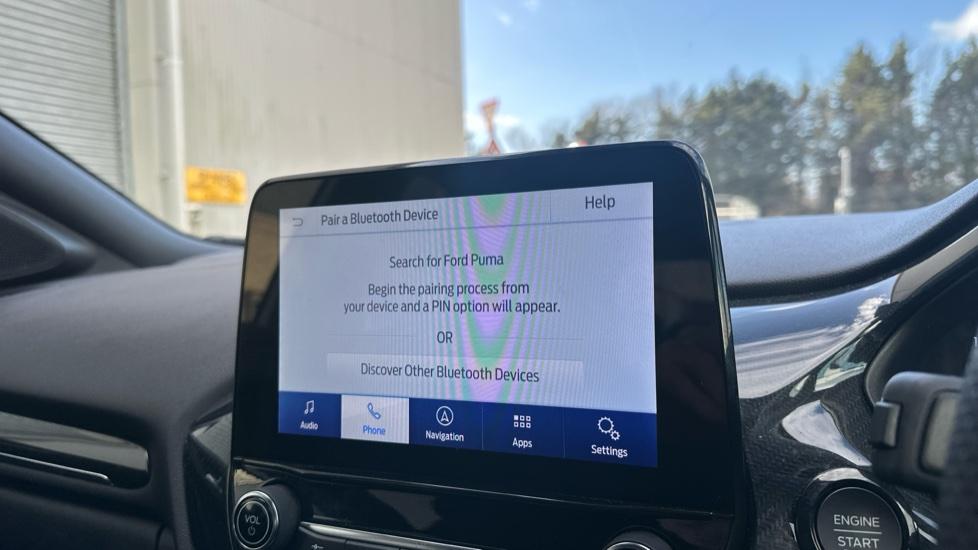 Pair a Bluetooth Device
Help
Search for Ford Puma
Begin the pairing process from
your device and a PIN option will appear.
OR
Discover Other Bluetooth Devices
Audio
Phone
Navigation
Apps
Settings
VOL
ENGINE
START